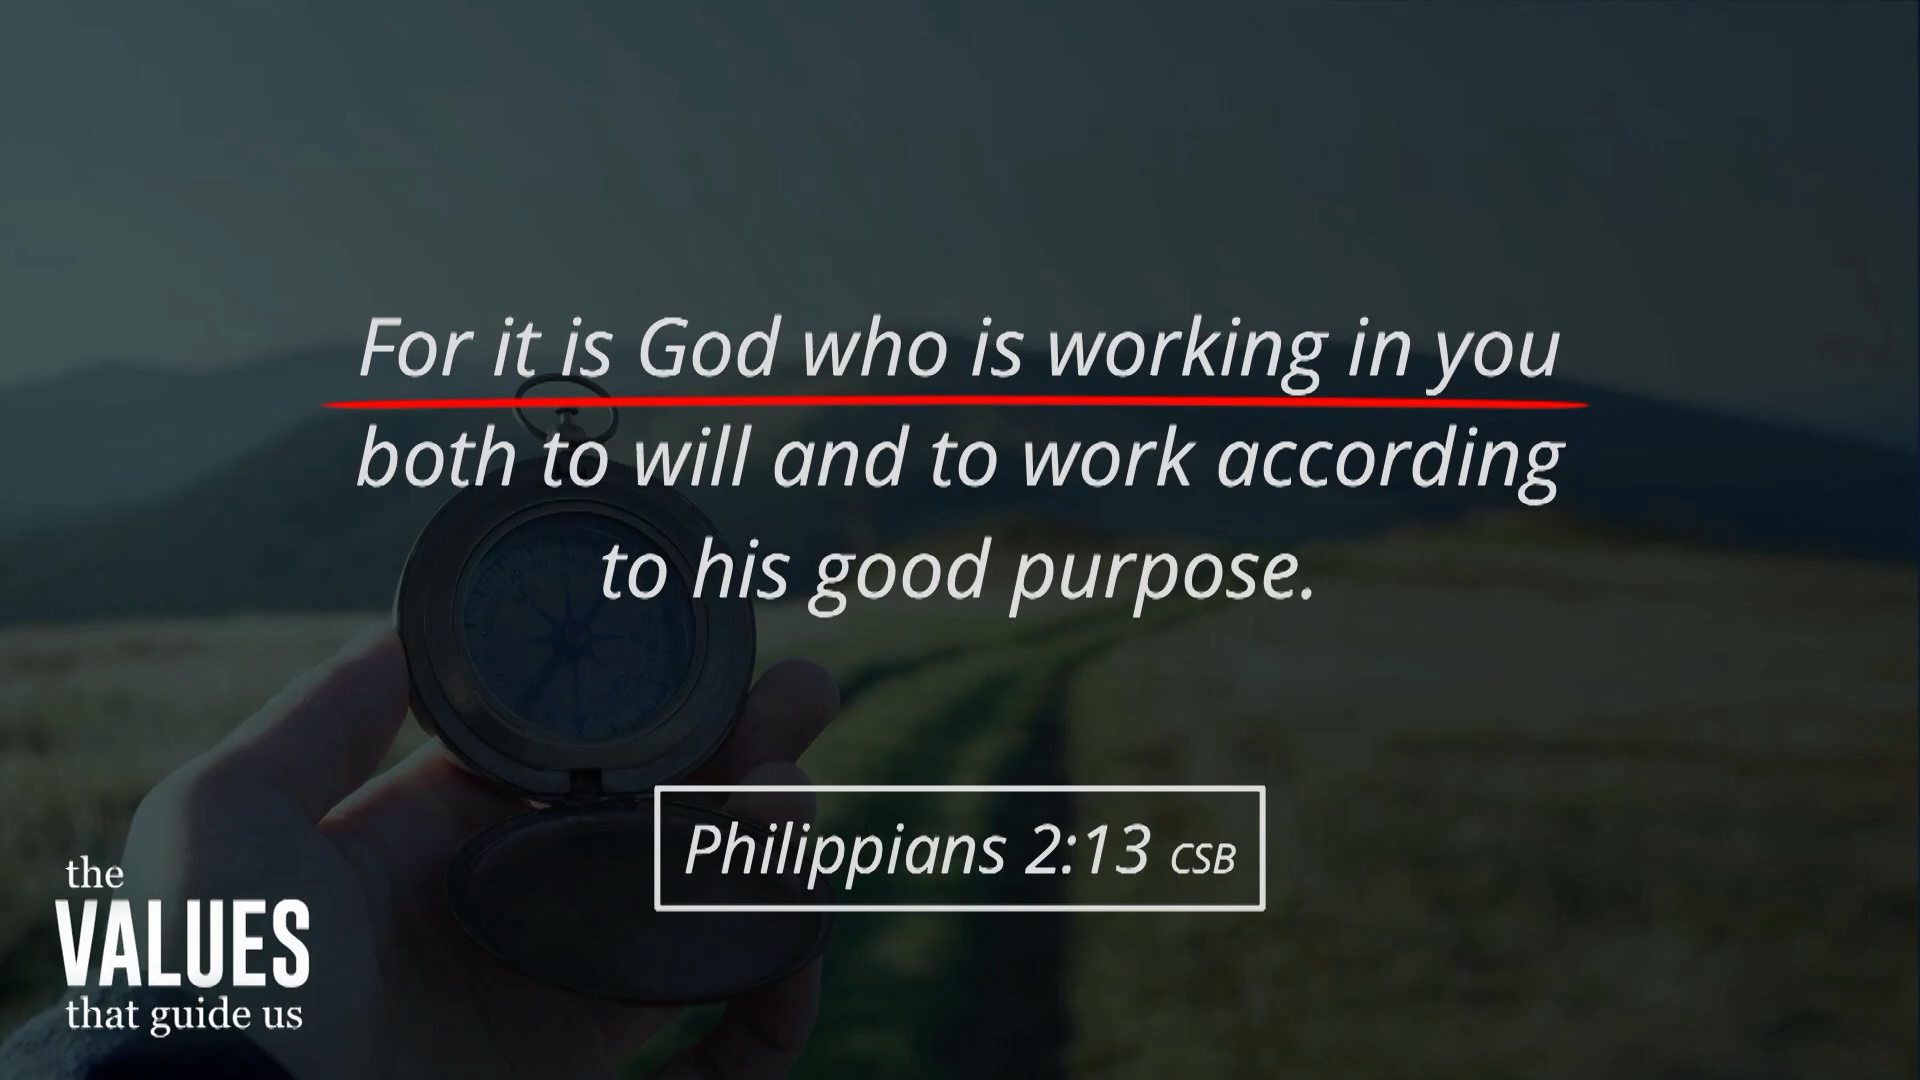 For it is God who is working in you
both to will and to work according
to his good purpose.
Philippians 2:13 CSB
the
VALUES
that guide us